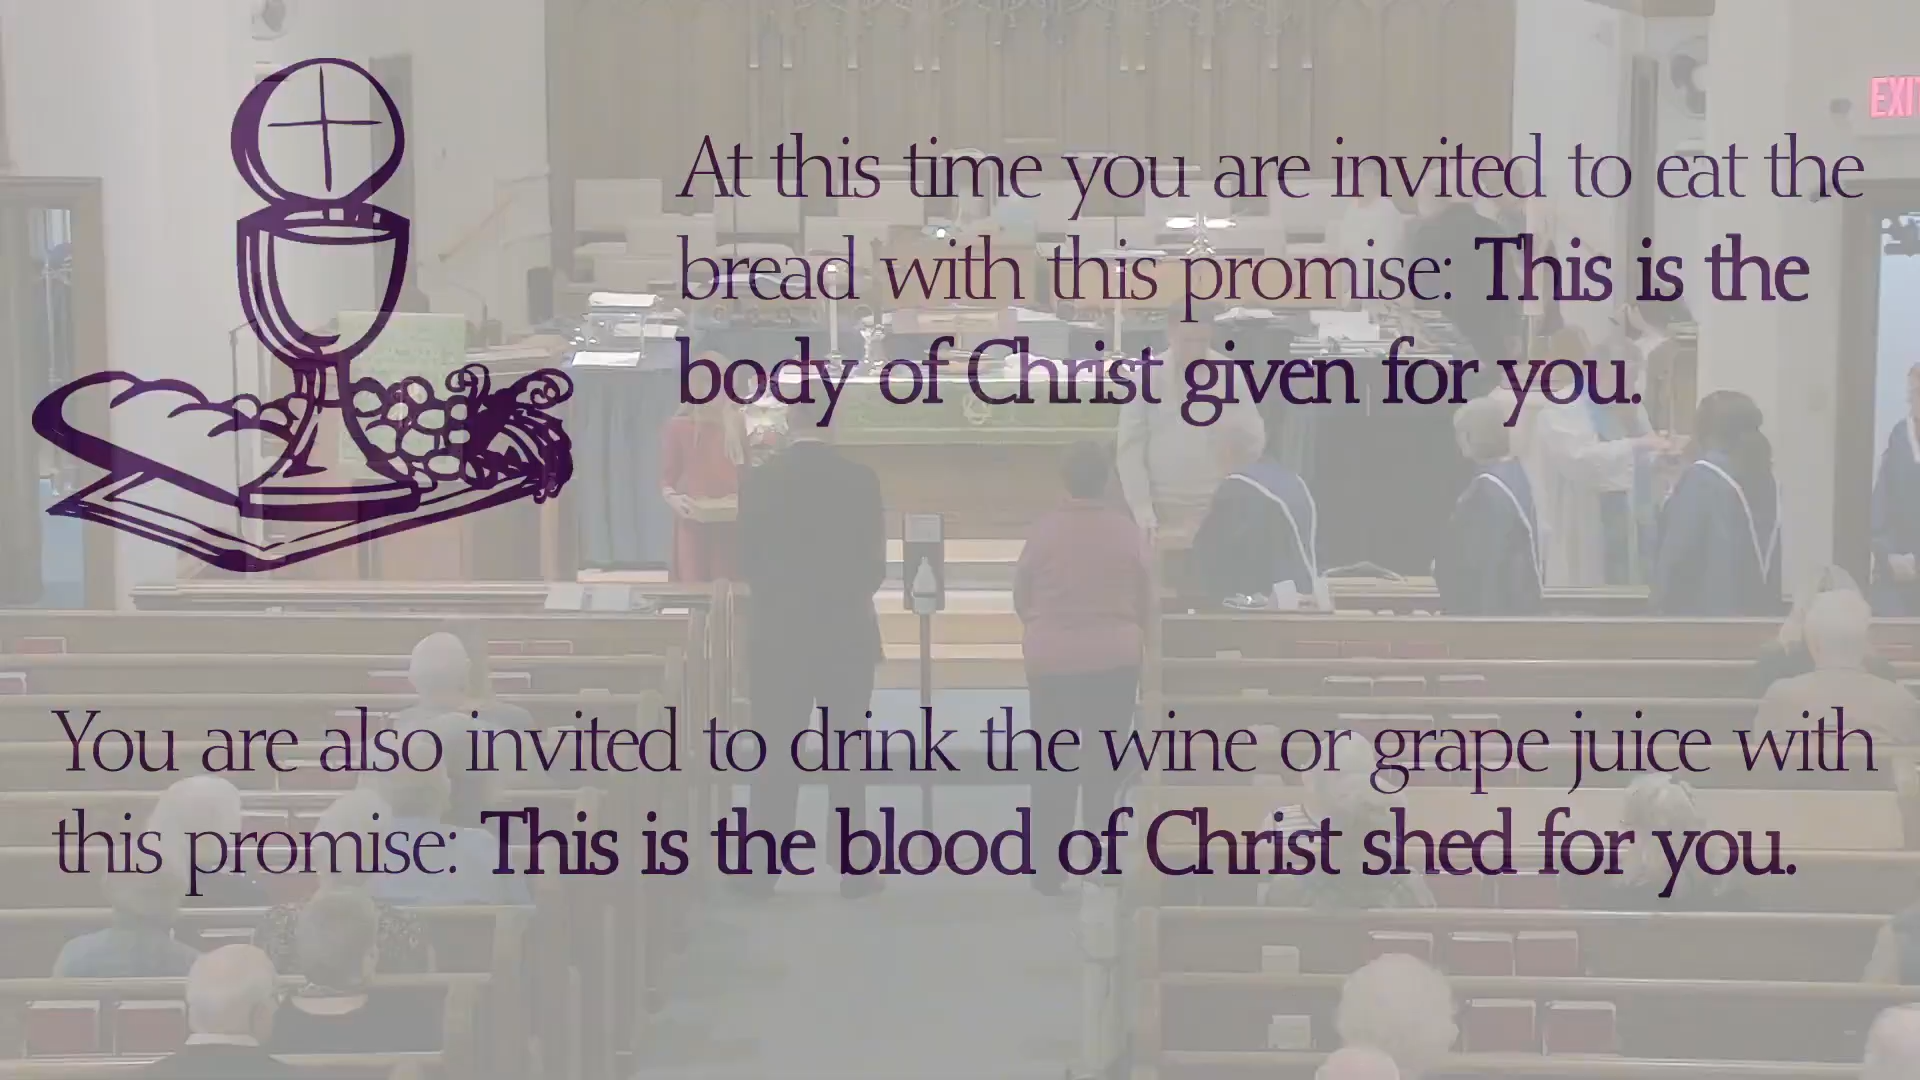 EXI
At this time you are invited to eat the
bread with this promise: This is the
body of Christ given for you.
You are also invited to drink the wine or grape juice with
this promise: This is the blood of Christ shed for you.